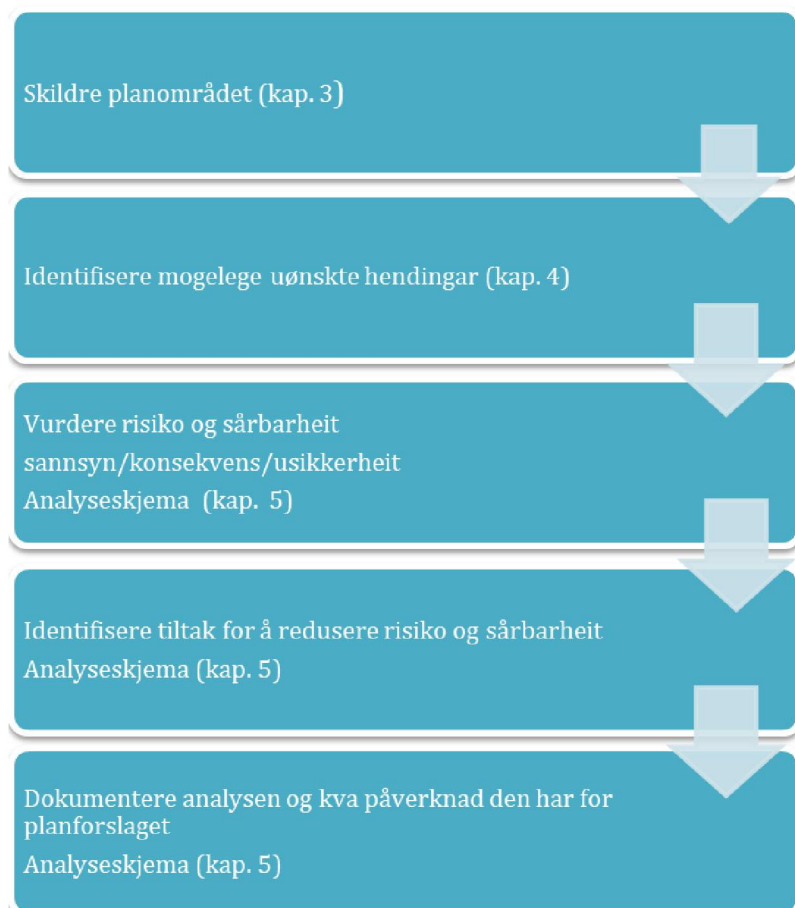 Skildre planområdet (kap. 3)
Identifisere mogelege uønskte hendingar (kap. 4)
Vurdere risiko og sårbarheit
sannsyn/konsekvens/usikkerheit
Analyseskjema (kap. 5)
Identifisere tiltak for å redusere risiko og sårbarheit
Analyseskjema (kap. 5)
Dokumentere analysen og kva påverknad den har for
planforslaget
Analyseskjema (kap. 5)